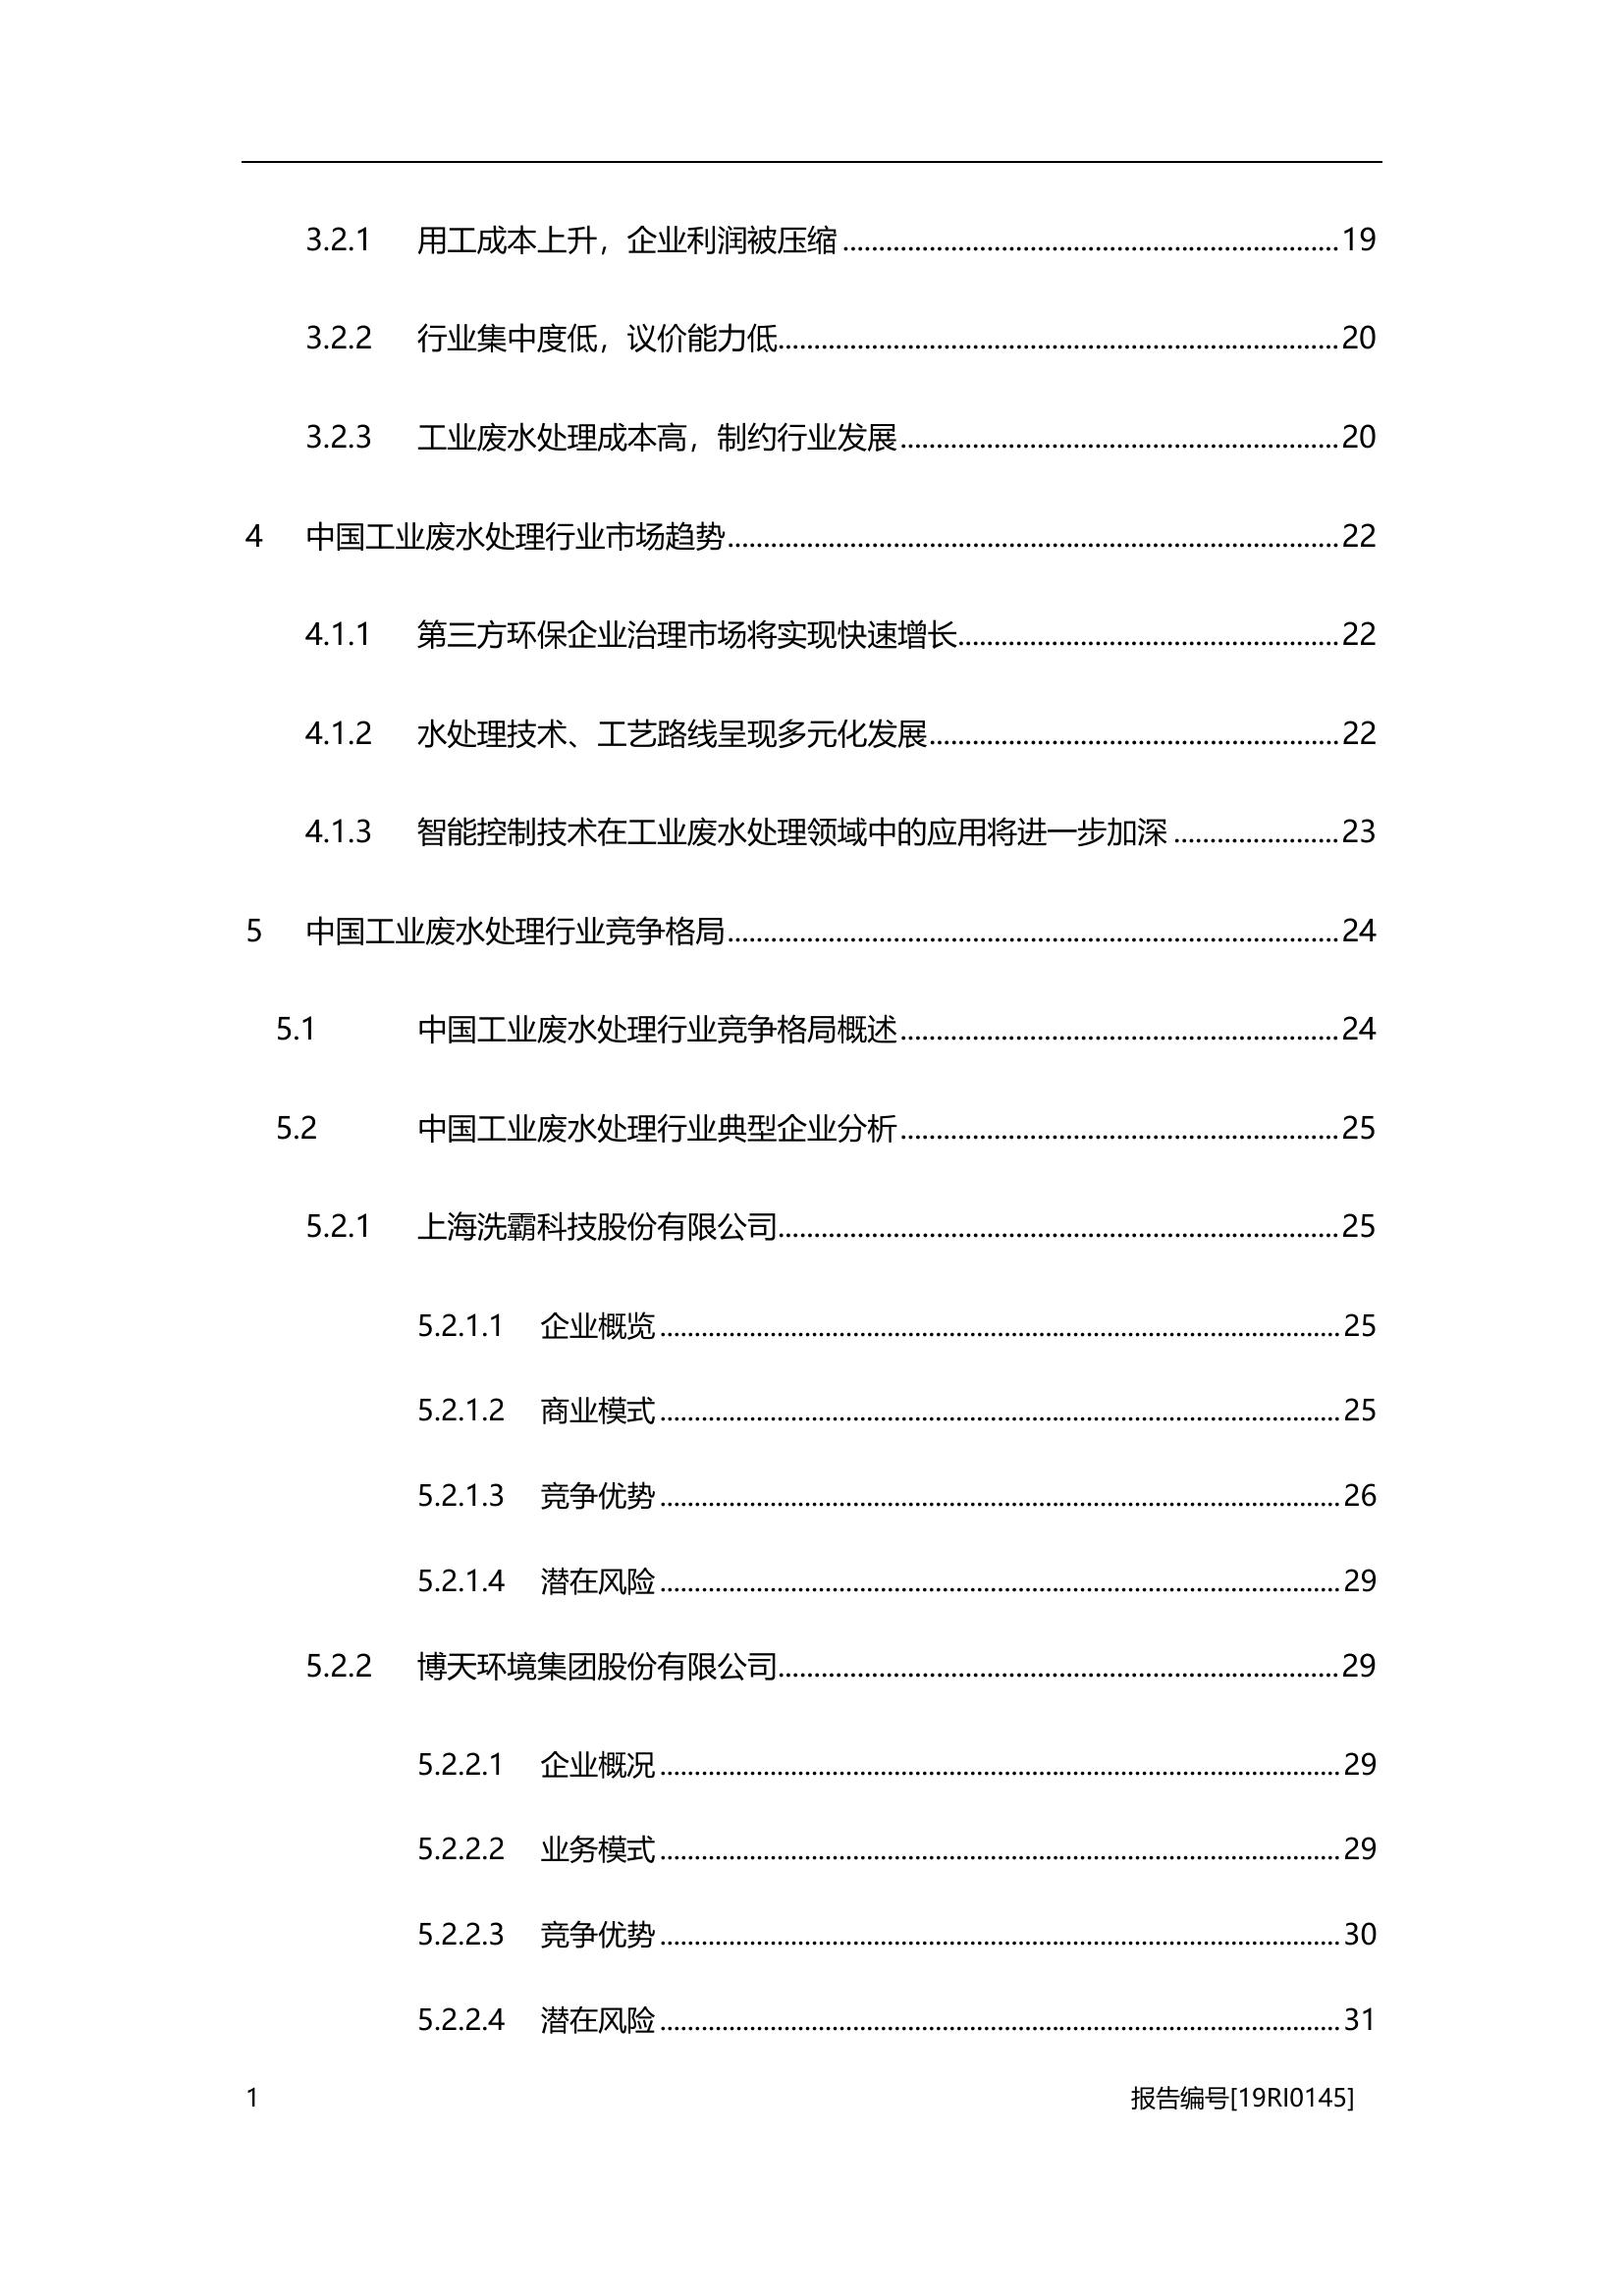 3.2.1 用工成本上升，企业利润被压缩 ........................................ 19
3.2.2 行业集中度低，议价能力低 ........................................ 20
3.2.3 工业废水处理成本高，制约行业发展 ........................................ 20
4 中国工业废水处理行业市场趋势 ........................................ 22
4.1.1 第三方环保企业治理市场将实现快速增长 ........................................ 22
4.1.2 水处理技术、工艺路线呈现多元化发展 ........................................ 22
4.1.3 智能控制技术在工业废水处理领域中的应用将进一步加深 ........................................ 23
5 中国工业废水处理行业竞争格局 ........................................ 24
5.1 中国工业废水处理行业竞争格局概述 ........................................ 24
5.2 中国工业废水处理行业典型企业分析 ........................................ 25
5.2.1 上海洗霸科技股份有限公司 ........................................ 25
5.2.1.1 企业概览 ........................................ 25
5.2.1.2 商业模式 ........................................ 25
5.2.1.3 竞争优势 ........................................ 26
5.2.1.4 潜在风险 ........................................ 29
5.2.2 博天环境集团股份有限公司 ........................................ 29
5.2.2.1 企业概况 ........................................ 29
5.2.2.2 业务模式 ........................................ 29
5.2.2.3 竞争优势 ........................................ 30
5.2.2.4 潜在风险 ........................................ 31
1 报告编号[19RI0145]